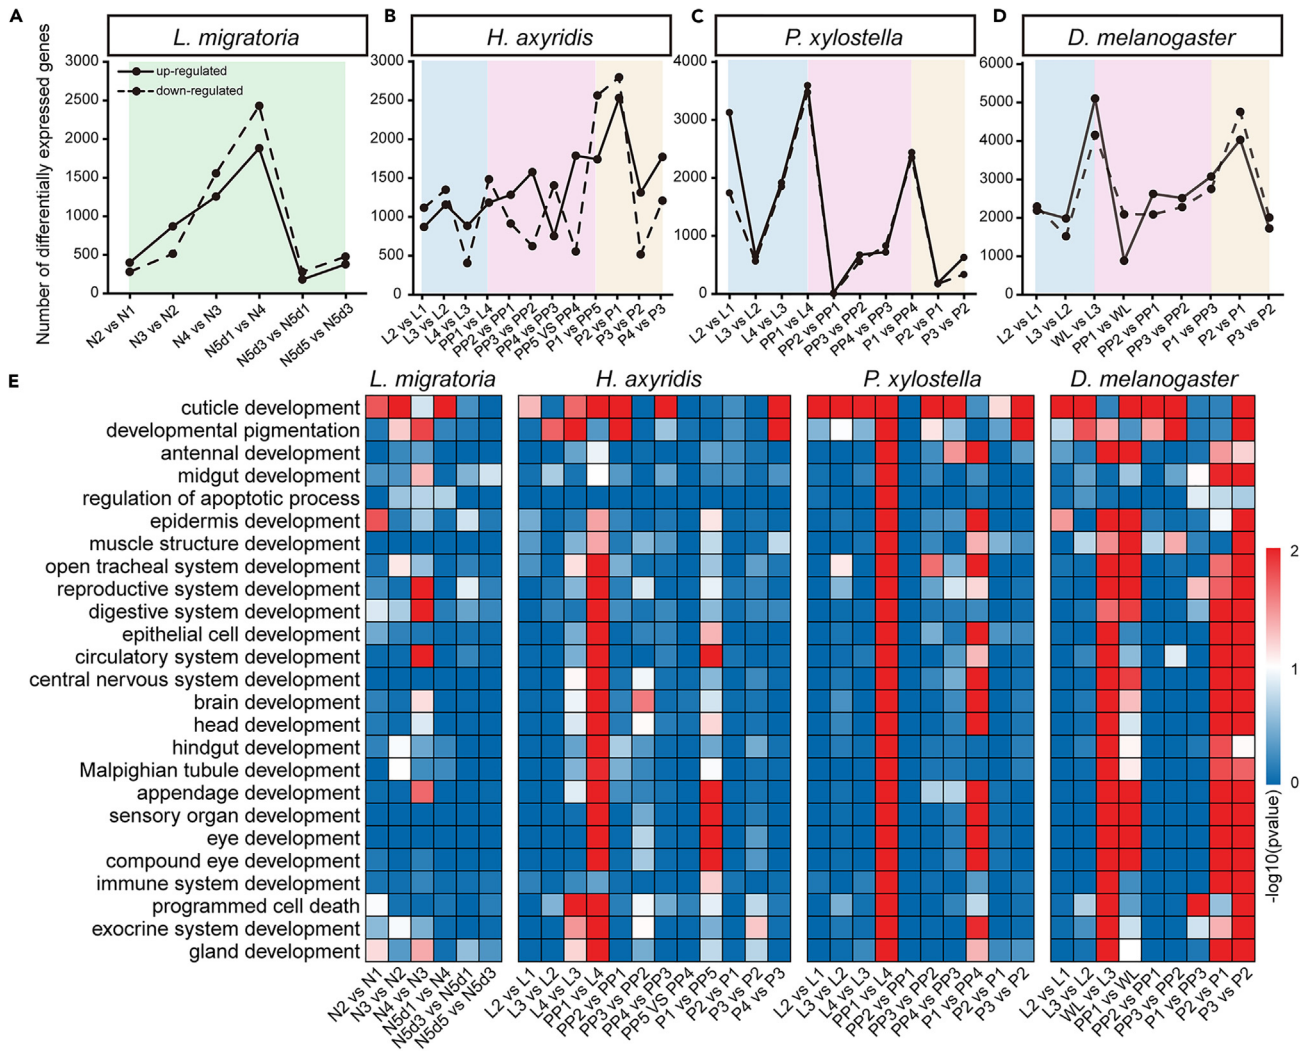 A
B
C
D
L. migratoria
H. axyridis
P. xylostella
D. melanogaster
Number of differentially expressed genes
3000
2500
2000
1500
1000
500
0
up-regulated
down-regulated
N2 vs N1
N3 vs N2
N4 vs N3
N5d1 vs N4
N5d3 vs N5d1
N5d5 vs N5d3
3000
2500
2000
1500
1000
500
0
L2 vs L1
L3 vs L2
L4 vs L3
PP1 vs L4
PP2 vs PP1
PP3 vs PP2
PP4 vs PP3
PP5 VS PP4
P1 vs PP5
P2 vs P1
P3 vs P2
P4 vs P3
4000
3000
2000
1000
0
L2 vs L1
L3 vs L2
L4 vs L3
PP1 vs L4
PP2 vs PP1
PP3 vs PP2
PP4 vs PP3
P1 vs PP4
P2 vs P1
P3 vs P2
6000
5000
4000
3000
2000
1000
0
L2 vs L1
L3 vs L2
WL vs L3
PP1 vs WL
PP2 vs PP1
PP3 vs PP2
P1 vs PP3
P2 vs P1
P3 vs P2
E
L. migratoria
H. axyridis
P. xylostella
D. melanogaster
cuticle development
developmental pigmentation
antennal development
midgut development
regulation of apoptotic process
epidermis development
muscle structure development
open tracheal system development
reproductive system development
digestive system development
epithelial cell development
circulatory system development
central nervous system development
brain development
head development
hindgut development
Malpighian tubule development
appendage development
sensory organ development
eye development
compound eye development
immune system development
programmed cell death
exocrine system development
gland development
N2 vs N1
N3 vs N2
N4 vs N3
N5d1 vs N4
N5d3 vs N5d1
N5d5 vs N5d3
L2 vs L1
L3 vs L2
L4 vs L3
PP1 vs L4
PP2 vs PP1
PP3 vs PP2
PP4 vs PP3
PP5 VS PP4
P1 vs PP5
P2 vs P1
P3 vs P2
P4 vs P3
L2 vs L1
L3 vs L2
L4 vs L3
PP1 vs L4
PP2 vs PP1
PP3 vs PP2
PP4 vs PP3
P1 vs PP4
P2 vs P1
P3 vs P2
L2 vs L1
L3 vs L2
WL vs L3
PP1 vs WL
PP2 vs PP1
PP3 vs PP2
P1 vs PP3
P2 vs P1
P3 vs P2
2
1
0
-log10(pvalue)